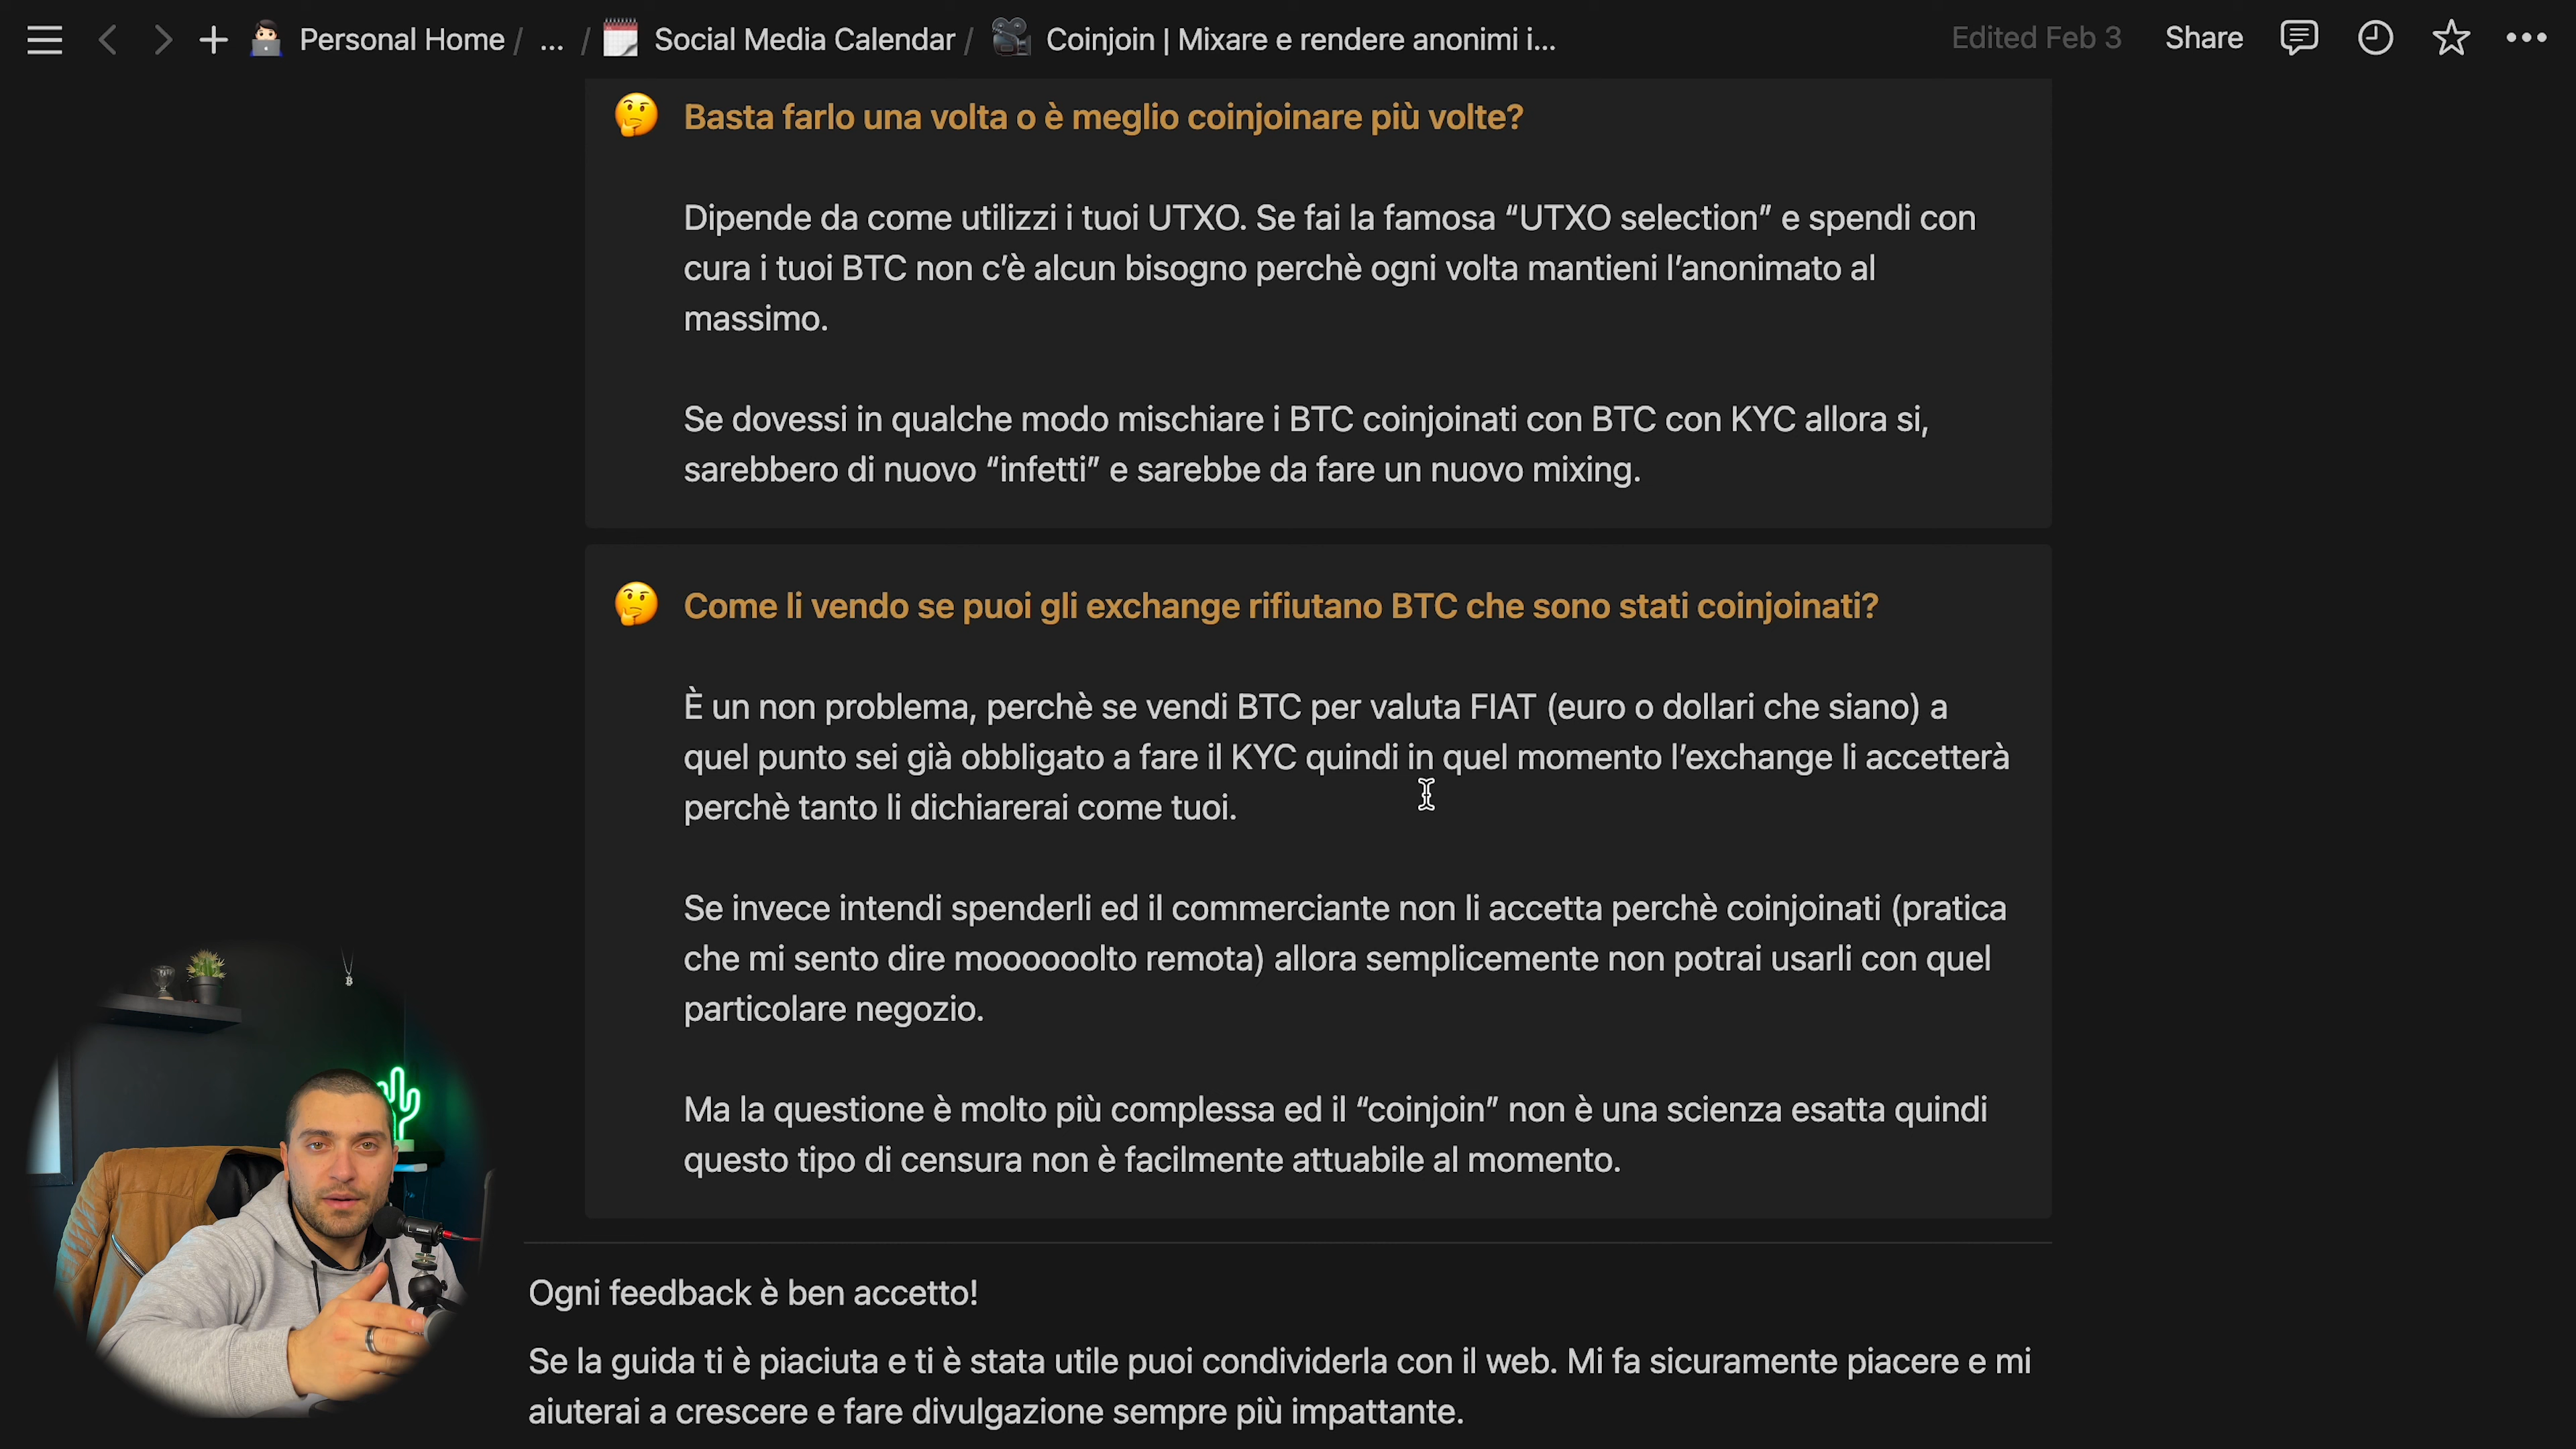 Personal Home / ... / Social Media Calendar / Coinjoin | Mixare e rendere anonimi i...
Edited Feb 3 Share
Basta farlo una volta o è meglio coinjoinare più volte?
Dipende da come utilizzi i tuoi UTXO. Se fai la famosa “UTXO selection” e spendi con
cura i tuoi BTC non c’è alcun bisogno perchè ogni volta mantieni l’anonimato al
massimo.
Se dovessi in qualche modo mischiare i BTC coinjoinati con BTC con KYC allora si,
sarebbero di nuovo “infetti” e sarebbe da fare un nuovo mixing.
Come li vendo se puoi gli exchange rifiutano BTC che sono stati coinjoinati?
È un non problema, perchè se vendi BTC per valuta FIAT (euro o dollari che siano) a
quel punto sei già obbligato a fare il KYC quindi in quel momento l’exchange li accetterà
perchè tanto li dichiarerai come tuoi.
Se invece intendi spenderli ed il commerciante non li accetta perchè coinjoinati (pratica
che mi sento dire moooooolto remota) allora semplicemente non potrai usarli con quel
particolare negozio.
Ma la questione è molto più complessa ed il “coinjoin” non è una scienza esatta quindi
questo tipo di censura non è facilmente attuabile al momento.
Ogni feedback è ben accetto!
Se la guida ti è piaciuta e ti è stata utile puoi condividerla con il web. Mi fa sicuramente piacere e mi
aiuterai a crescere e fare divulgazione sempre più impattante.